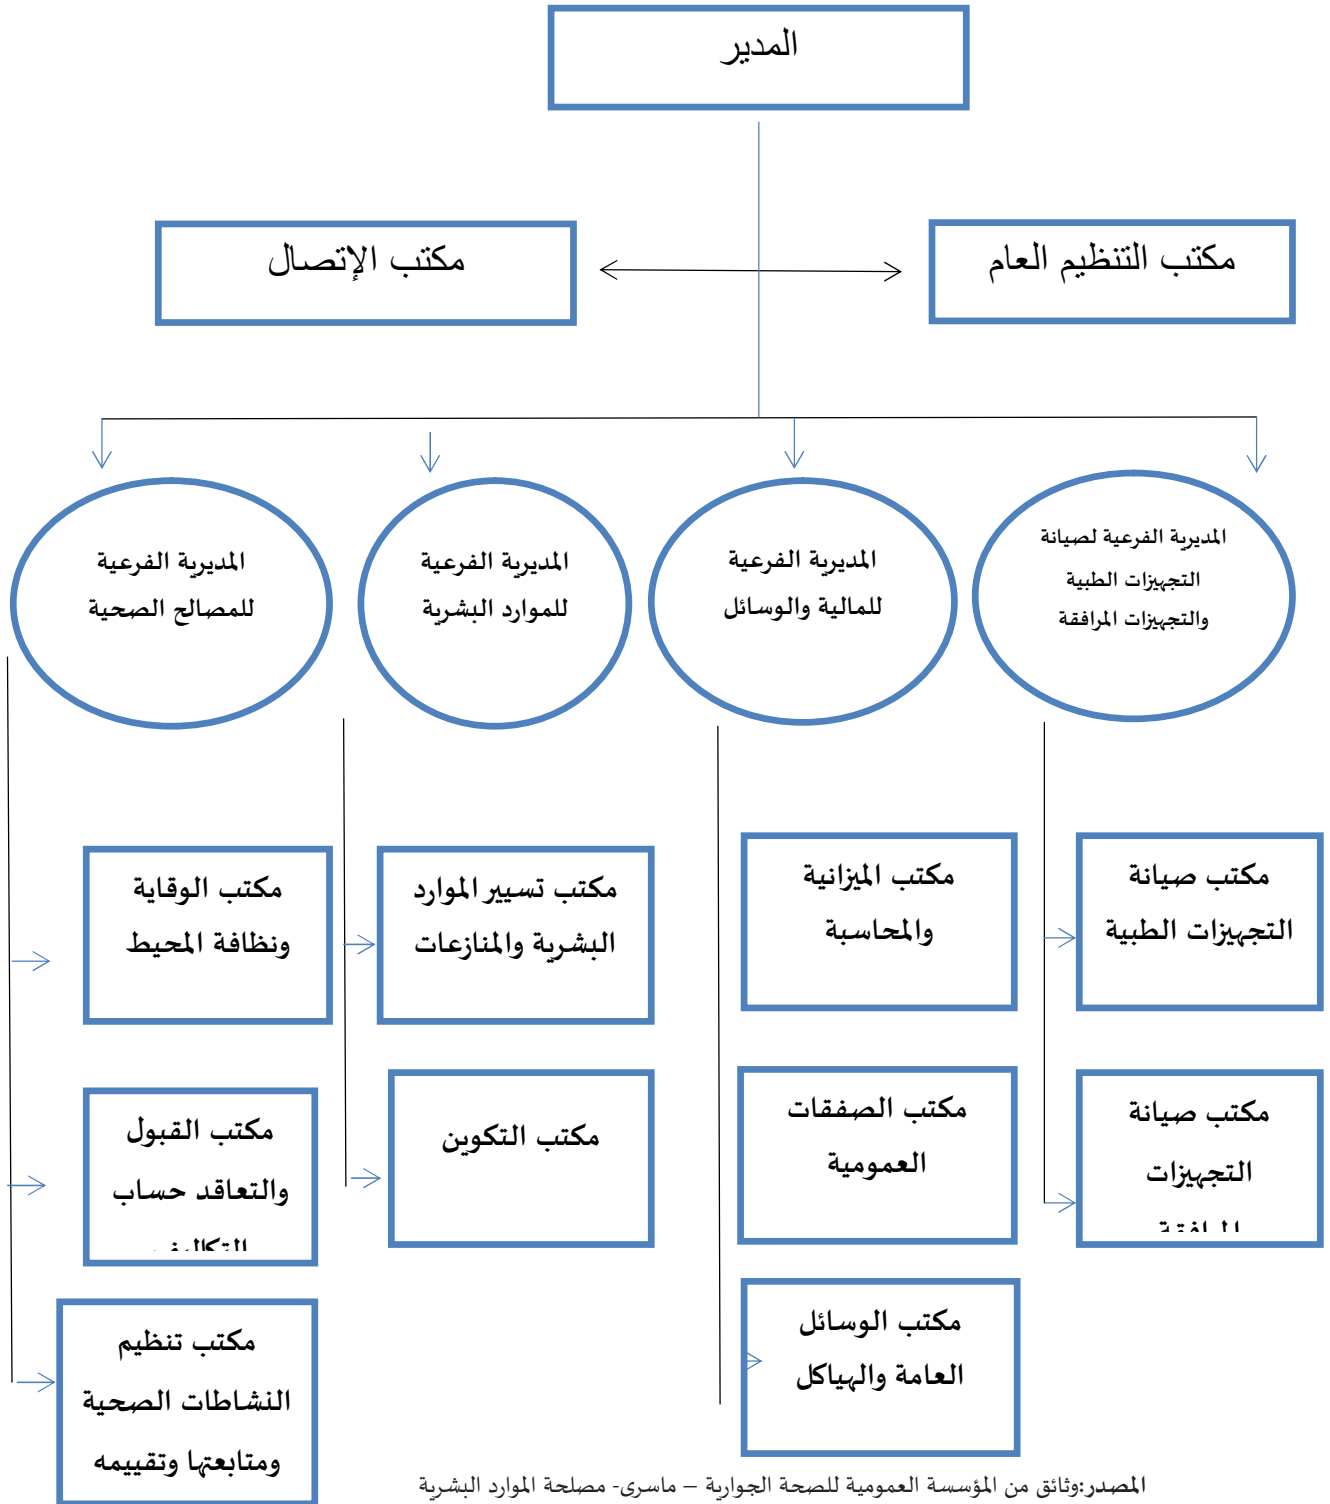 المدير
مكتب التنظيم العام
مكتب الإتصال
المديرية الفرعية لصيانة
التجهيزات الطبية
والتجهيزات المرافقة
المديرية الفرعية
للمالية والوسائل
المديرية الفرعية
للموارد البشرية
المديرية الفرعية
للمصالح الصحية
مكتب صيانة
التجهيزات الطبية
مكتب الميزانية
والمحاسبة
مكتب تسيير الموارد
البشرية والمنازعات
مكتب الوقاية
ونظافة المحيط
مكتب صيانة
التجهيزات
المرافقة
مكتب الصفقات
العمومية
مكتب التكوين
مكتب القبول
والتعاقد حساب
التكاليف
مكتب الوسائل
العامة والهياكل
مكتب تنظيم
النشاطات الصحية
ومتابعتها وتقييمه
المصدر:وثائق من المؤسسة العمومية للصحة الجوارية – ماسرى- مصلحة الموارد البشرية